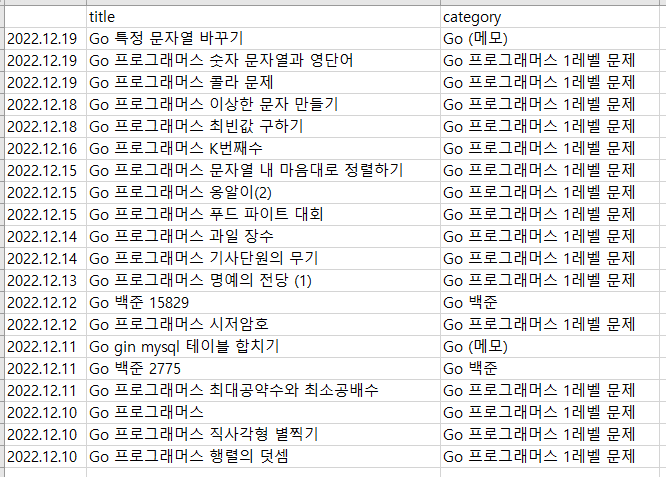 title category
2022.12.19 Go 특정 문자열 바꾸기 Go (메모)
2022.12.19 Go 프로그래머스 숫자 문자열과 영단어 Go 프로그래머스 1레벨 문제
2022.12.19 Go 프로그래머스 콜라 문제 Go 프로그래머스 1레벨 문제
2022.12.18 Go 프로그래머스 이상한 문자 만들기 Go 프로그래머스 1레벨 문제
2022.12.18 Go 프로그래머스 최빈값 구하기 Go 프로그래머스 1레벨 문제
2022.12.16 Go 프로그래머스 K번째수 Go 프로그래머스 1레벨 문제
2022.12.15 Go 프로그래머스 문자열 내 마음대로 정렬하기 Go 프로그래머스 1레벨 문제
2022.12.15 Go 프로그래머스 옹알이(2) Go 프로그래머스 1레벨 문제
2022.12.15 Go 프로그래머스 푸드 파이트 대회 Go 프로그래머스 1레벨 문제
2022.12.14 Go 프로그래머스 과일 장수 Go 프로그래머스 1레벨 문제
2022.12.14 Go 프로그래머스 기사단원의 무기 Go 프로그래머스 1레벨 문제
2022.12.13 Go 프로그래머스 명예의 전당 (1) Go 프로그래머스 1레벨 문제
2022.12.12 Go 백준 15829 Go 백준
2022.12.12 Go 프로그래머스 시저암호 Go 프로그래머스 1레벨 문제
2022.12.11 Go gin mysql 테이블 합치기 Go (메모)
2022.12.11 Go 백준 2775 Go 백준
2022.12.11 Go 프로그래머스 최대공약수와 최소공배수 Go 프로그래머스 1레벨 문제
2022.12.10 Go 프로그래머스 Go 프로그래머스 1레벨 문제
2022.12.10 Go 프로그래머스 직사각형 별찍기 Go 프로그래머스 1레벨 문제
2022.12.10 Go 프로그래머스 행렬의 덧셈 Go 프로그래머스 1레벨 문제